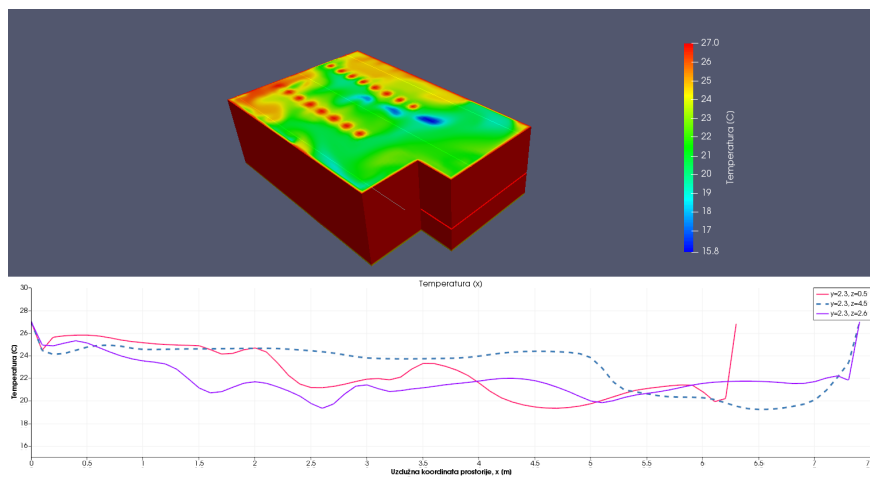 27.0
26
25
24
23
22
21
20
19
18
17
15.8
Temperatura (C)
Temperatura (x)
y=2.3, z=0.5
y=2.3, z=4.5
y=2.3, z=2.6
30
28
26
24
22
20
18
16
Temperatura (C)
0 0.5 1 1.5 2 2.5 3 3.5 4 4.5 5 5.5 6 6.5 7
Uzdužna koordinata prostorije, x (m)